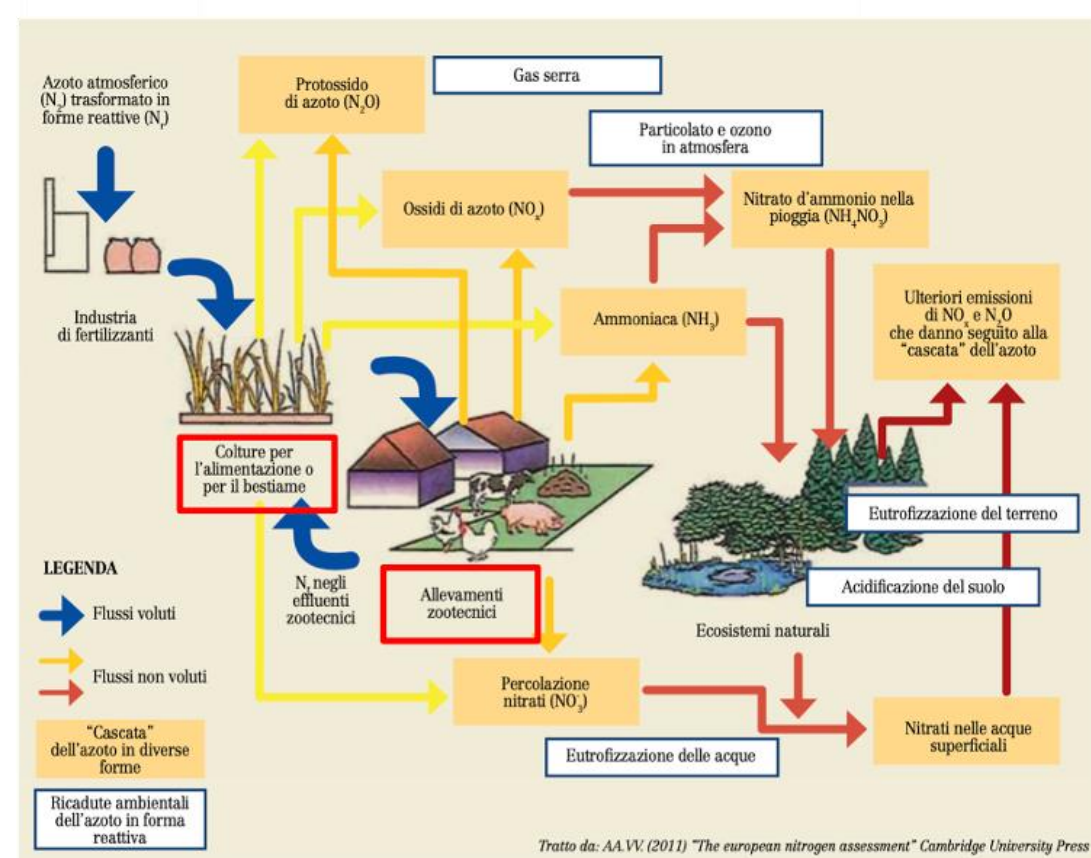 Azoto atmosferico
(N₂) trasformato in
forme reattive (Nᵣ)
Protossido
di azoto (N₂O)
Gas serra
Particolato e ozono
in atmosfera
Ossidi di azoto (NOₓ)
Nitrato d'ammonio nella
pioggia (NH₄NO₃)
Industria
di fertilizzanti
Ammoniaca (NH₃)
Ulteriori emissioni
di NOₓ e N₂O
che danno seguito alla
"cascata" dell'azoto
Colture per
l'alimentazione o
per il bestiame
Eutrofizzazione del terreno
LEGENDA
Flussi voluti
Flussi non voluti
"Cascata"
dell'azoto in diverse
forme
Ricadute ambientali
dell'azoto in forma
reattiva
Nᵣ negli
effluenti
zootecnici
Allevamenti
zootecnici
Acidificazione del suolo
Ecosistemi naturali
Percolazione
nitrati (NO₃⁻)
Eutrofizzazione delle acque
Nitrati nelle acque
superficiali
Tratto da: AA.VV. (2011) "The european nitrogen assessment" Cambridge University Press